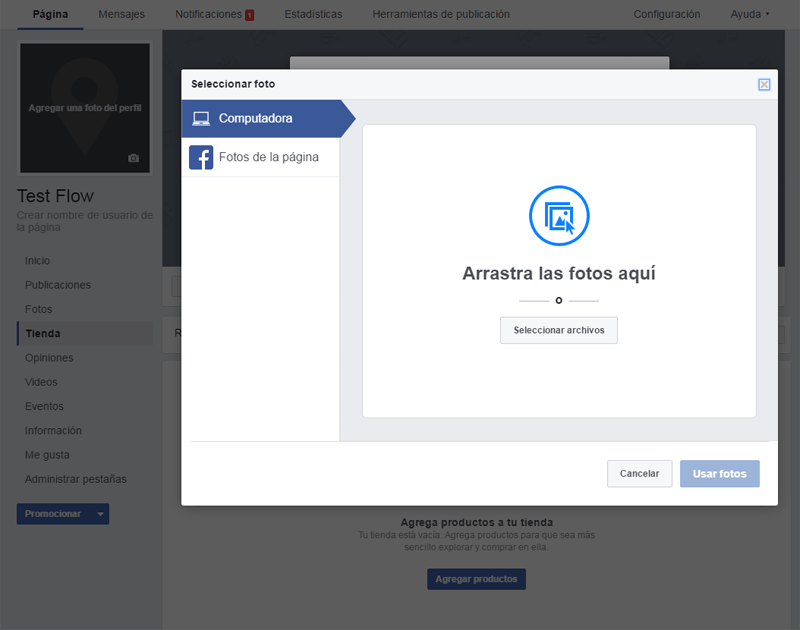 Página
Mensajes
Notificaciones 1
Estadísticas
Herramientas de publicación
Configuración
Ayuda
Agregar una foto del perfil
Test Flow
Crear nombre de usuario de
la página
Inicio
Publicaciones
Fotos
Tienda
Opiniones
Videos
Eventos
Información
Me gusta
Administrar pestañas
Promocionar
Seleccionar foto
Computadora
Fotos de la página
Arrastra las fotos aquí
o
Seleccionar archivos
Cancelar
Usar fotos
Agrega productos a tu tienda
Tu tienda está vacía. Agrega productos para que sea más
sencillo explorar y comprar en ella.
Agregar productos